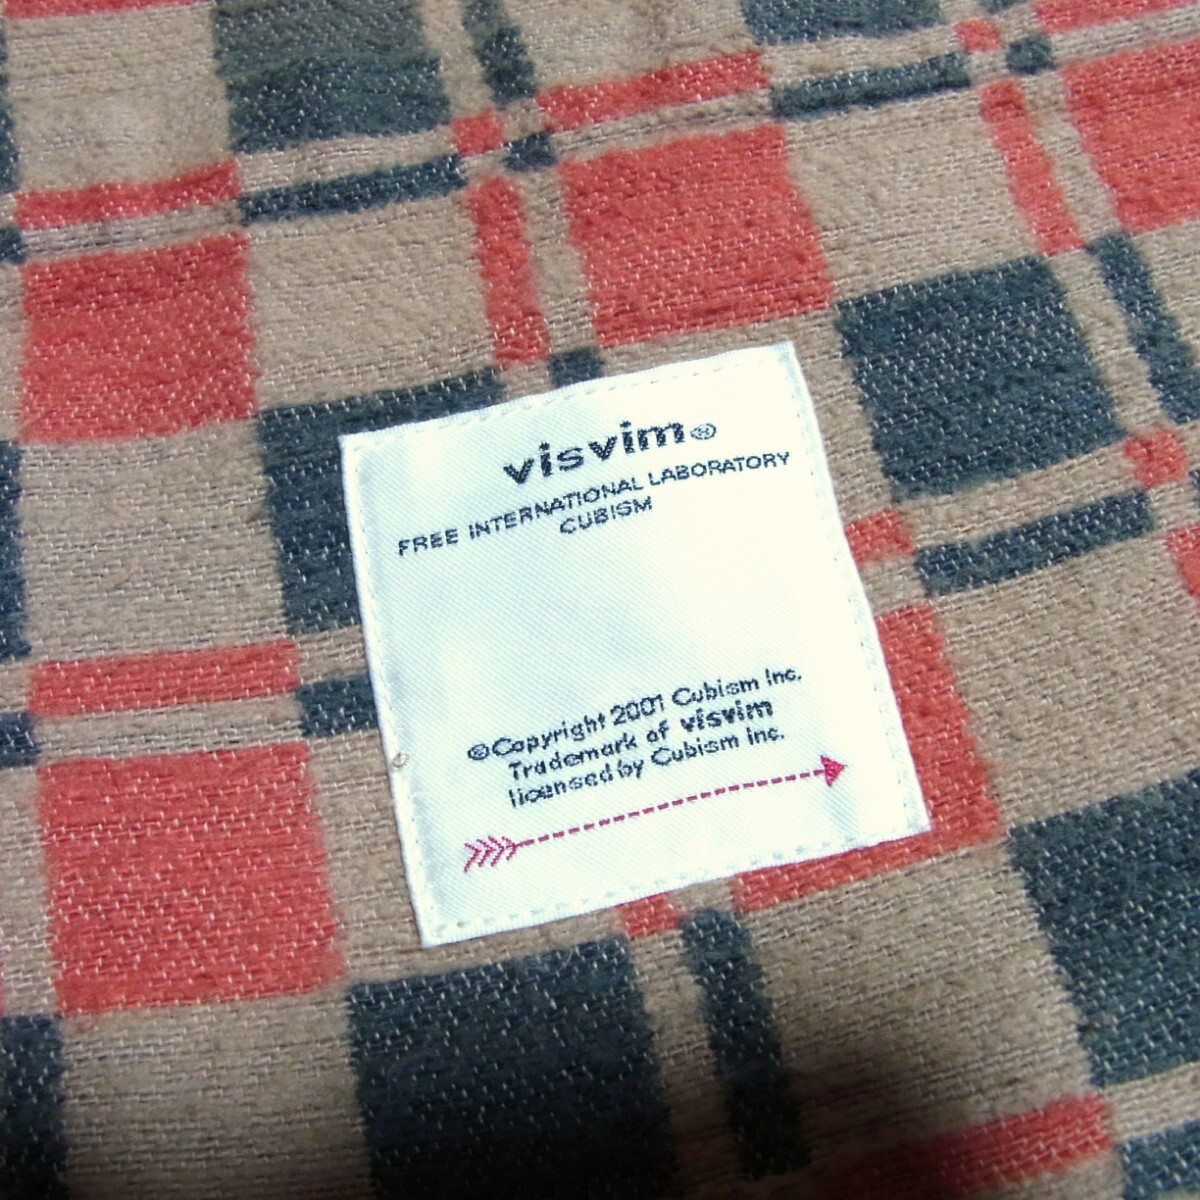 visvim®
FREE INTERNATIONAL LABORATORY
CUBISM
©Copyright 2001 Cubism Inc.
Trademark of visvim
licensed by Cubism Inc.